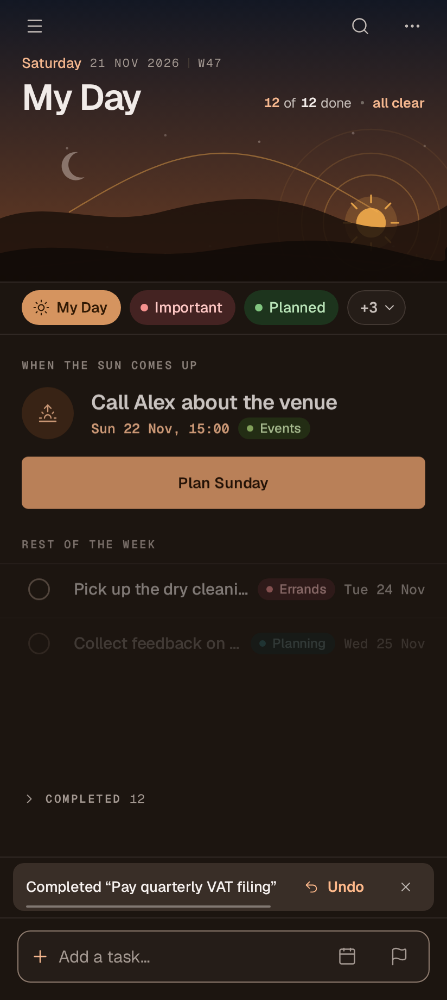 Saturday 21 NOV 2026 | W47
My Day
12 of 12 done • all clear
My Day
Important
Planned
+3
WHEN THE SUN COMES UP
Call Alex about the venue
Sun 22 Nov, 15:00 Events
Plan Sunday
REST OF THE WEEK
Pick up the dry cleani… Errands Tue 24 Nov
Collect feedback on … Planning Wed 25 Nov
COMPLETED 12
Completed “Pay quarterly VAT filing” Undo
Add a task…